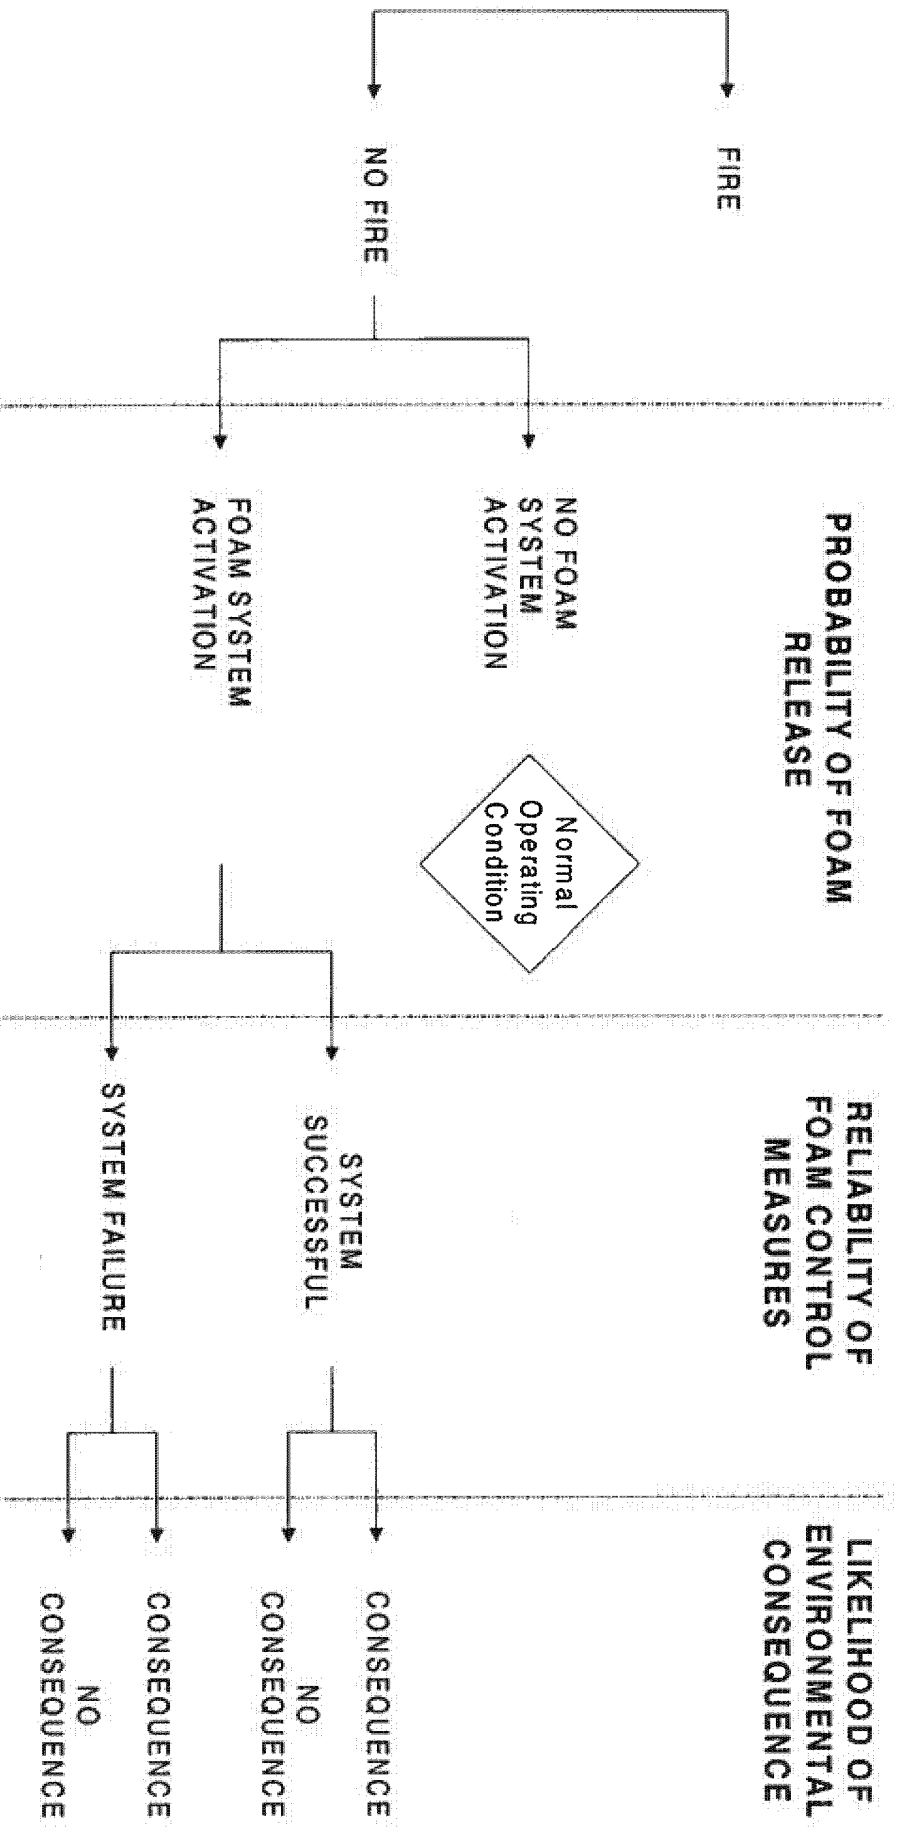 PROBABILITY OF FOAM
RELEASE
RELIABILITY OF
FOAM CONTROL
MEASURES
LIKELIHOOD OF
ENVIRONMENTAL
CONSEQUENCE
FIRE
NO FIRE
NO FOAM
SYSTEM
ACTIVATION
Normal
Operating
Condition
FOAM SYSTEM
ACTIVATION
SYSTEM
SUCCESSFUL
SYSTEM FAILURE
CONSEQUENCE
NO
CONSEQUENCE
CONSEQUENCE
NO
CONSEQUENCE